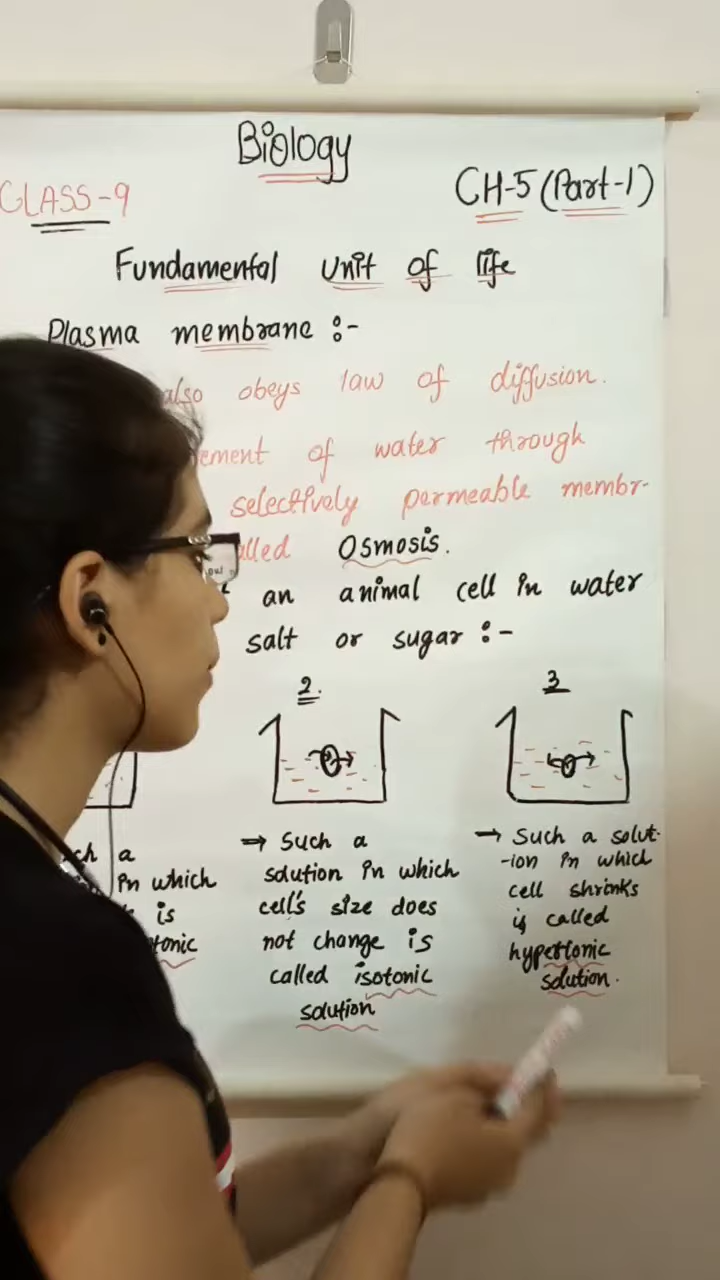 Biology
CLASS-9
CH-5 (Part-1)
Fundamental unit of life
Plasma membrane :-
also obeys law of diffusion.
ement of water through
selectively permeable membr-
alled Osmosis.
an animal cell in water
salt or sugar :-
2.
3
ch a
in which
is
tonic
→ Such a
solution in which
cell's size does
not change is
called isotonic
solution
→ Such a solut-
-ion in which
cell shrinks
is called
hypertonic
solution.